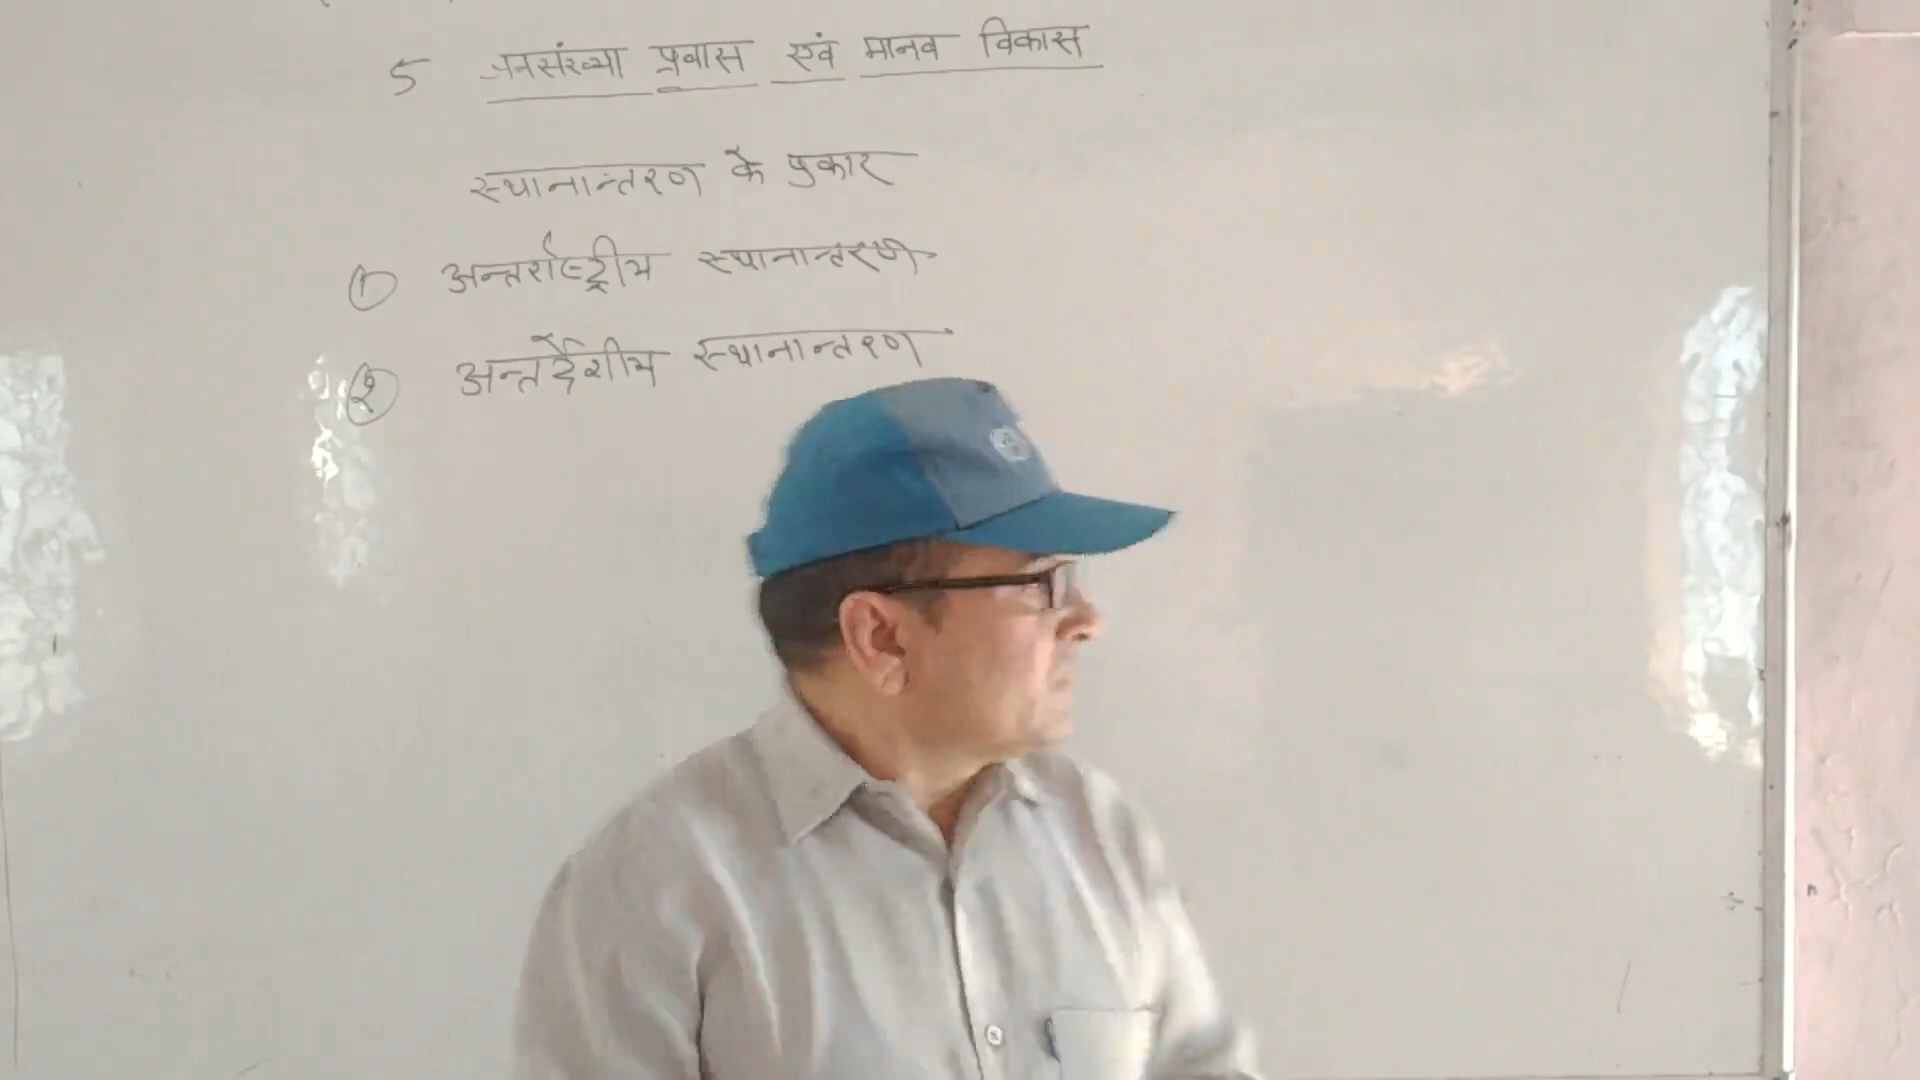 5 जनसंख्या प्रवास एवं मानव विकास
स्थानान्तरण के प्रकार
① अन्तर्राष्ट्रीय स्थानान्तरण
② अन्तर्देशीय स्थानान्तरण